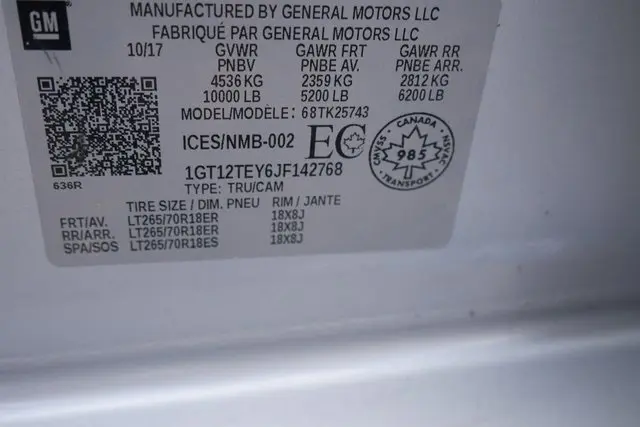 GM
MANUFACTURED BY GENERAL MOTORS LLC
FABRIQUÉ PAR GENERAL MOTORS LLC
10/17 GVWR GAWR FRT GAWR RR
PNBV PNBE AV. PNBE ARR.
4536 KG 2359 KG 2812 KG
10000 LB 5200 LB 6200 LB
MODEL/MODÈLE: 68TK25743
ICES/NMB-002 EC
CANADA
CMVSS 985 NSVAC
TRANSPORT
1GT12TEY6JF142768
636R TYPE: TRU/CAM
TIRE SIZE / DIM. PNEU RIM / JANTE
FRT/AV. LT265/70R18ER 18X8J
RR/ARR. LT265/70R18ER 18X8J
SPA/SOS LT265/70R18ES 18X8J